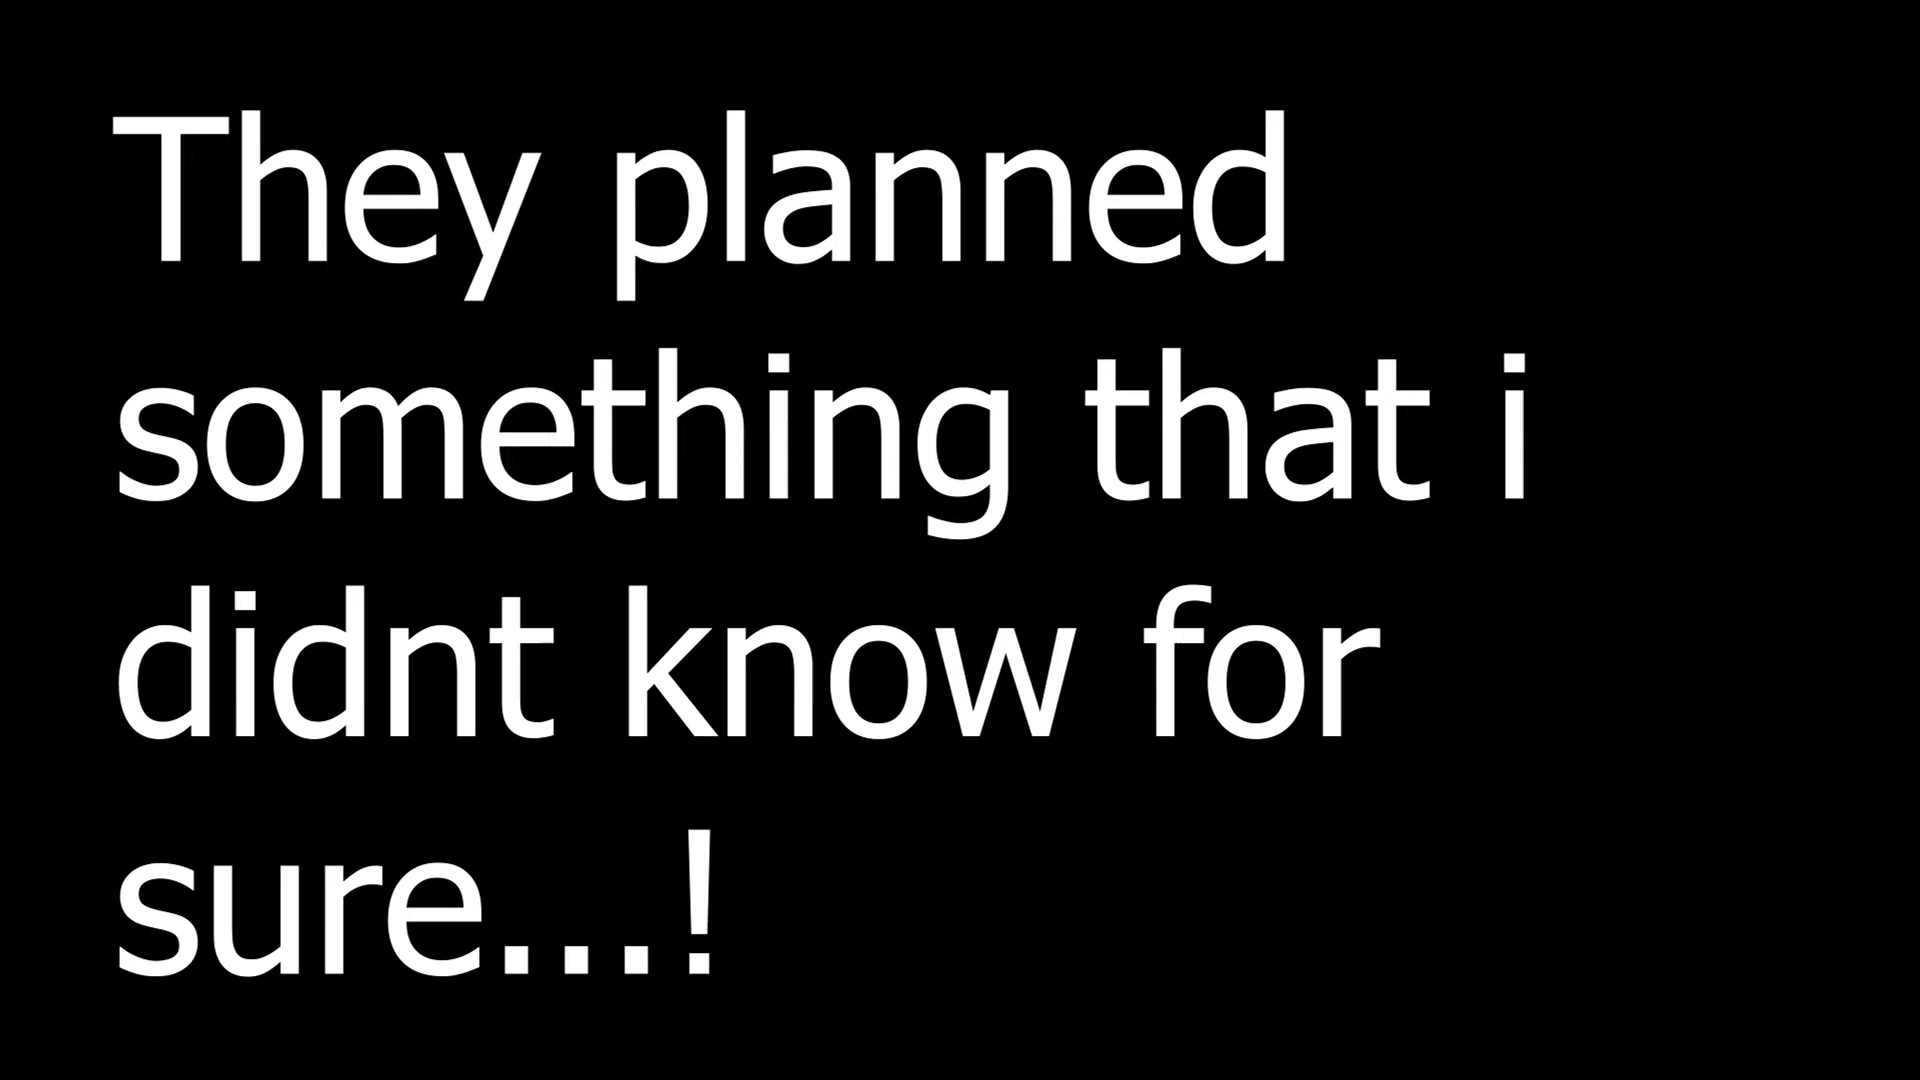 They planned
something that i
didnt know for
sure...!